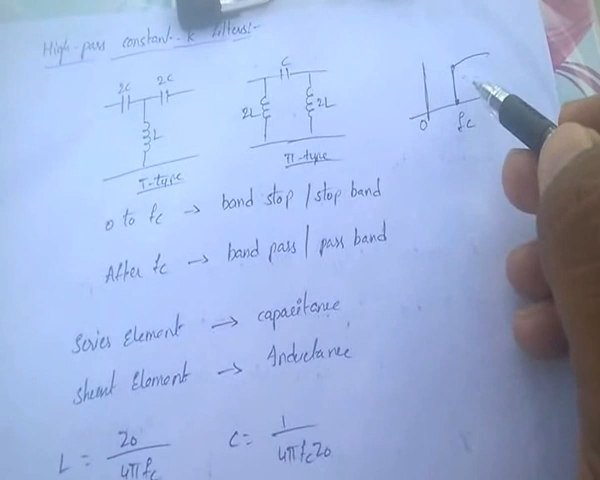 High-pass constant-k filters:-
2C 2C
L
T-type
C
2L 2L
π-type
0 fc
0 to fc → band stop / stop band
After fc → band pass / pass band
Series Element → capacitance
Shunt Element → Inductance
L = Z0 / 4πfc C = 1 / 4πfcZ0